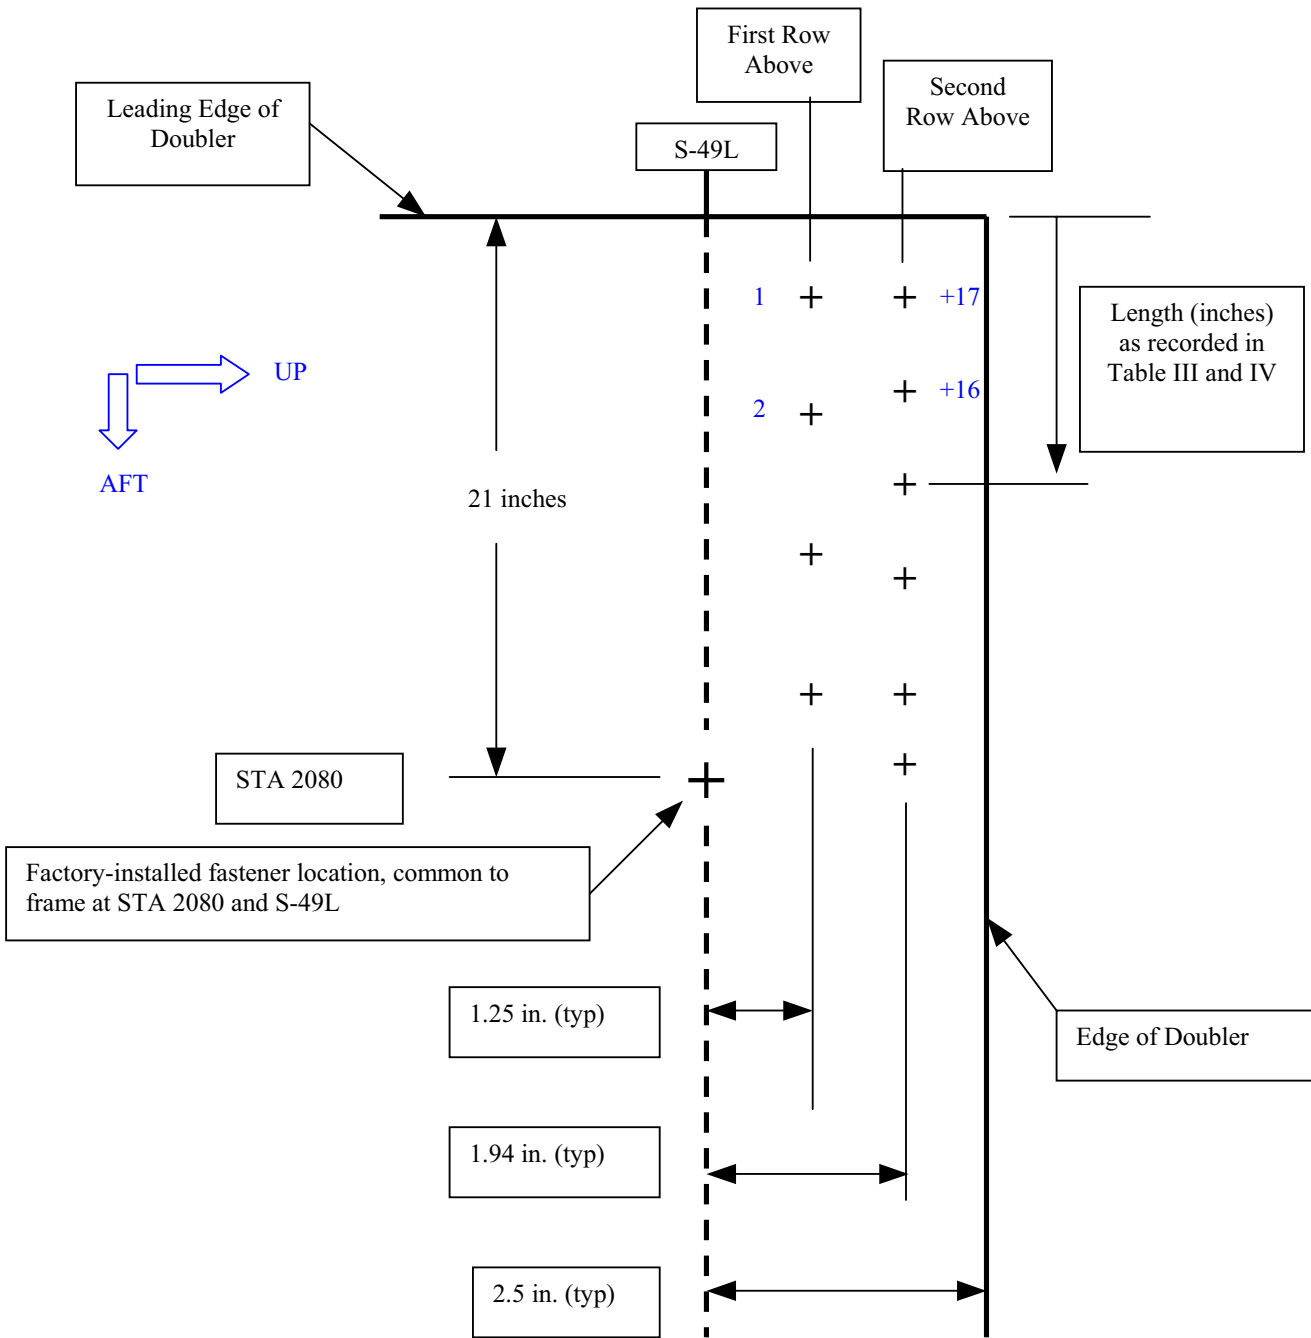 First Row
Above
Second
Row Above
Leading Edge of
Doubler
S-49L
1
+17
Length (inches)
as recorded in
Table III and IV
UP
2
+16
AFT
21 inches
STA 2080
Factory-installed fastener location, common to
frame at STA 2080 and S-49L
1.25 in. (typ)
Edge of Doubler
1.94 in. (typ)
2.5 in. (typ)